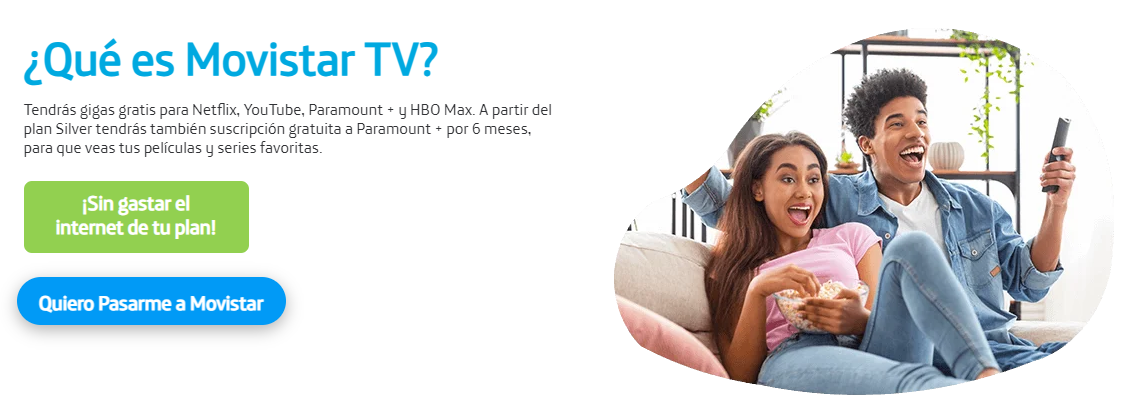 ¿Qué es Movistar TV?
Tendrás gigas gratis para Netflix, YouTube, Paramount + y HBO Max. A partir del
plan Silver tendrás también suscripción gratuita a Paramount + por 6 meses,
para que veas tus películas y series favoritas.
¡Sin gastar el
internet de tu plan!
Quiero Pasarme a Movistar